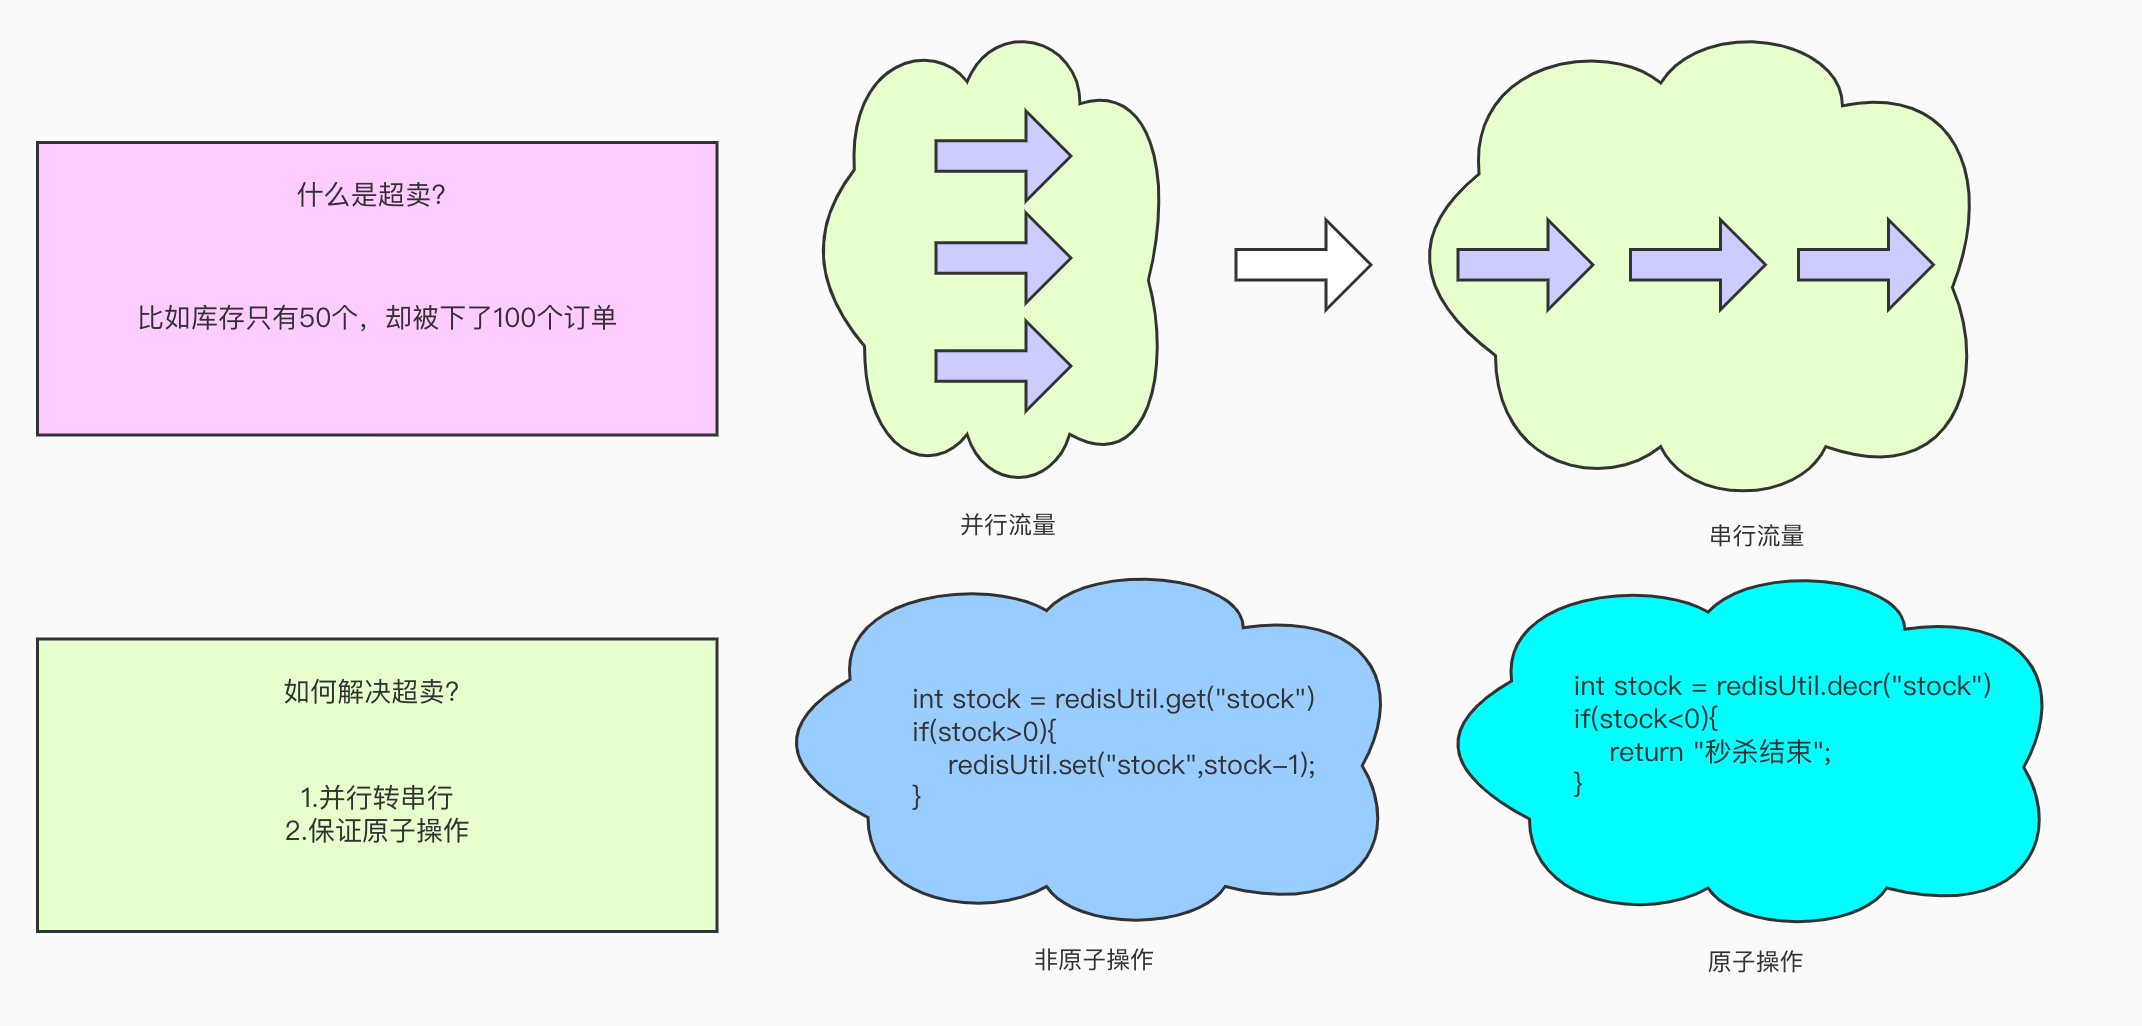 什么是超卖？
比如库存只有50个，却被下了100个订单
并行流量
串行流量
如何解决超卖？
1.并行转串行
2.保证原子操作
int stock = redisUtil.get("stock")
if(stock>0){
redisUtil.set("stock",stock-1);
}
非原子操作
int stock = redisUtil.decr("stock")
if(stock<0){
return "秒杀结束";
}
原子操作